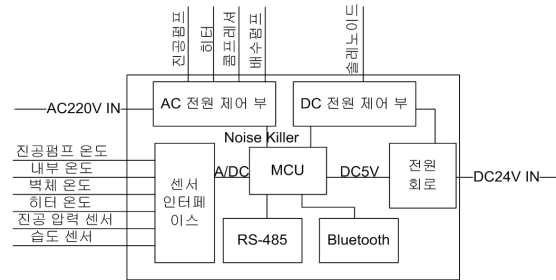 진공펌프
히터
콤프레셔
배수펌프
솔레노이드
AC 전원 제어 부
DC 전원 제어 부
AC220V IN
Noise Killer
진공펌프 온도
내부 온도
벽체 온도
히터 온도
진공 압력 센서
습도 센서
센서
인터페
이스
A/DC
MCU
DC5V
전원
회로
DC24V IN
RS-485
Bluetooth